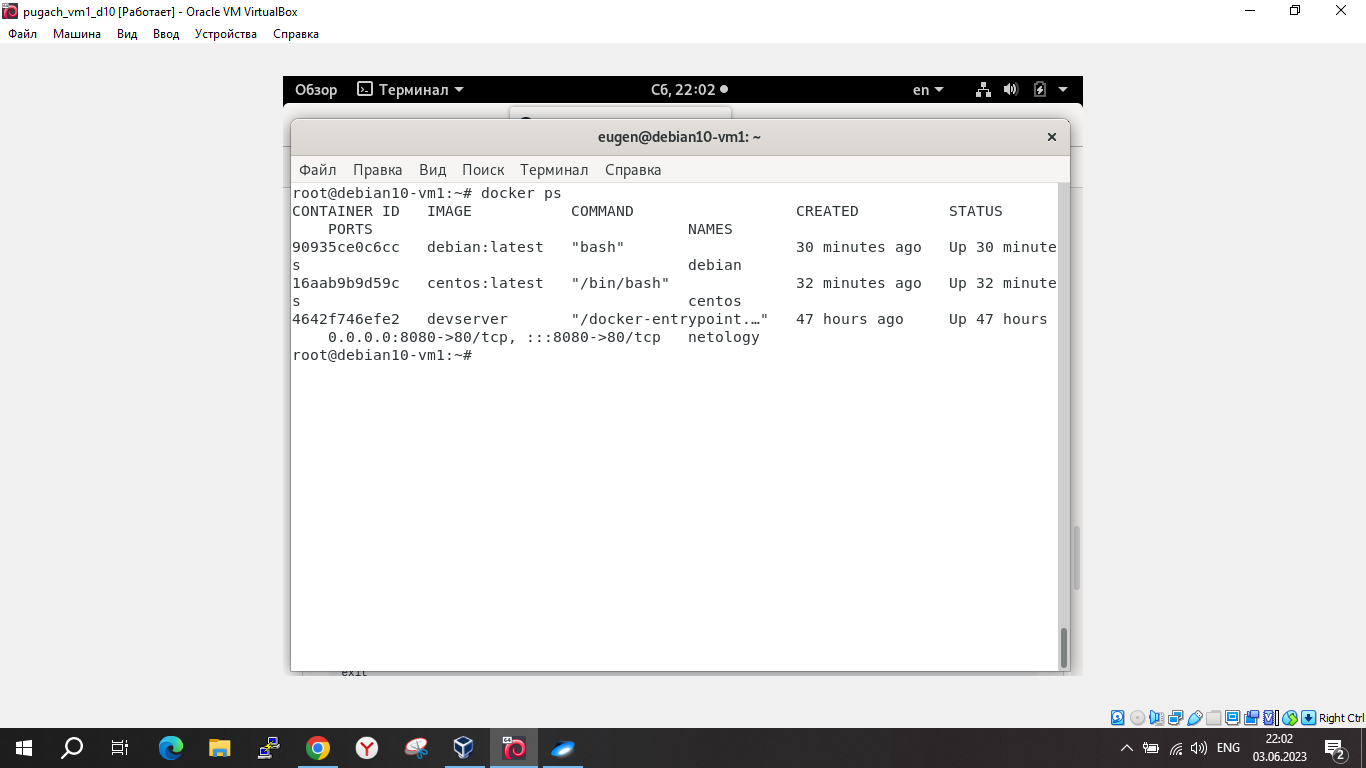 pugach_vm1_d10 [Работает] - Oracle VM VirtualBox
Файл Машина Вид Ввод Устройства Справка
Обзор Терминал Сб, 22:02 en
eugen@debian10-vm1: ~
Файл Правка Вид Поиск Терминал Справка
root@debian10-vm1:~# docker ps
CONTAINER ID IMAGE COMMAND CREATED STATUS
PORTS NAMES
90935ce0c6cc debian:latest "bash" 30 minutes ago Up 30 minute
s debian
16aab9b9d59c centos:latest "/bin/bash" 32 minutes ago Up 32 minute
s centos
4642f746efe2 devserver "/docker-entrypoint.…" 47 hours ago Up 47 hours
0.0.0.0:8080->80/tcp, :::8080->80/tcp netology
root@debian10-vm1:~#
exit
Right Ctrl
ENG
22:02
03.06.2023
2